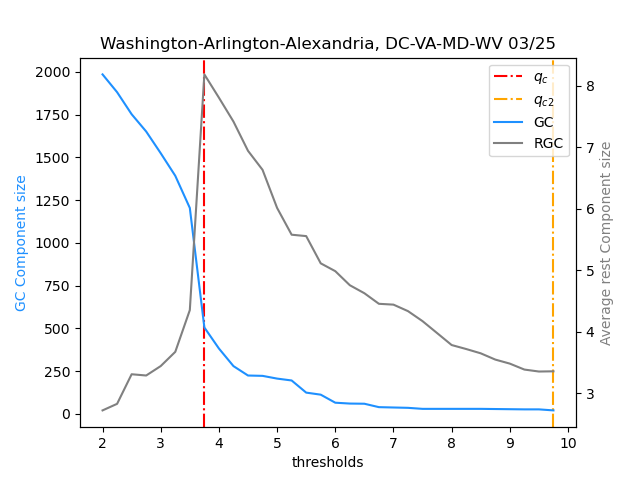 Washington-Arlington-Alexandria, DC-VA-MD-WV 03/25
2000
1750
1500
1250
1000
750
500
250
0
GC Component size
8
7
6
5
4
3
Average rest Component size
q_c
q_{c2}
GC
RGC
2 3 4 5 6 7 8 9 10
thresholds